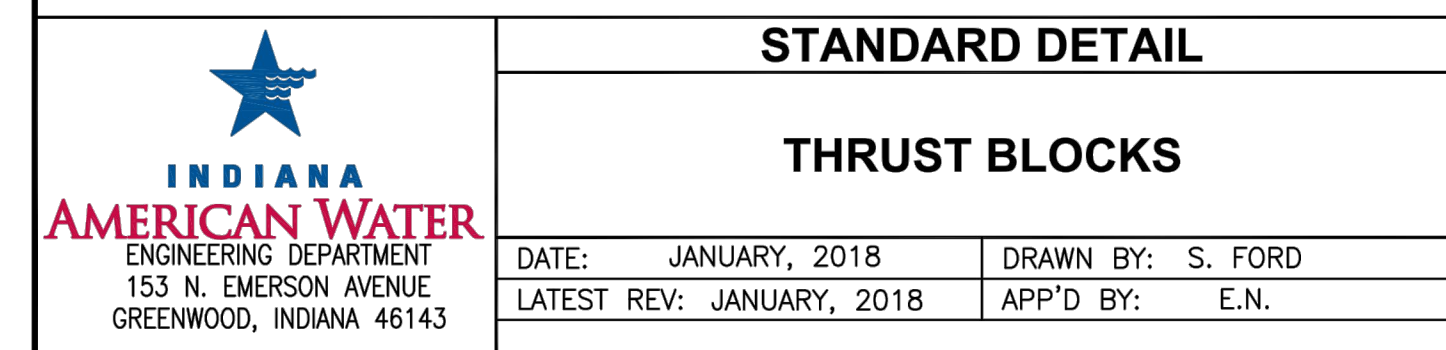 INDIANA
AMERICAN WATER
ENGINEERING DEPARTMENT
153 N. EMERSON AVENUE
GREENWOOD, INDIANA 46143
STANDARD DETAIL
THRUST BLOCKS
DATE: JANUARY, 2018
DRAWN BY: S. FORD
LATEST REV: JANUARY, 2018
APP'D BY: E.N.